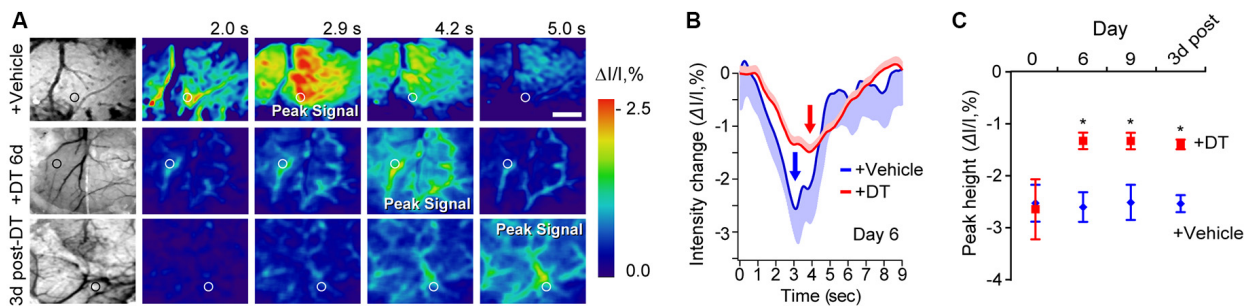 A
2.0 s
2.9 s
4.2 s
5.0 s
+Vehicle
Peak Signal
+DT 6d
Peak Signal
3d post-DT
Peak Signal
ΔI/I,%
- 2.5
0.0
B
Intensity change (ΔI/I,%)
0
-1
-2
-3
+Vehicle
+DT
Day 6
0 1 2 3 4 5 6 7 8 9
Time (sec)
C
Day
0 6 9 3d post
Peak height (ΔI/I,%)
0
-1
-2
-3
-4
* * *
+DT
+Vehicle